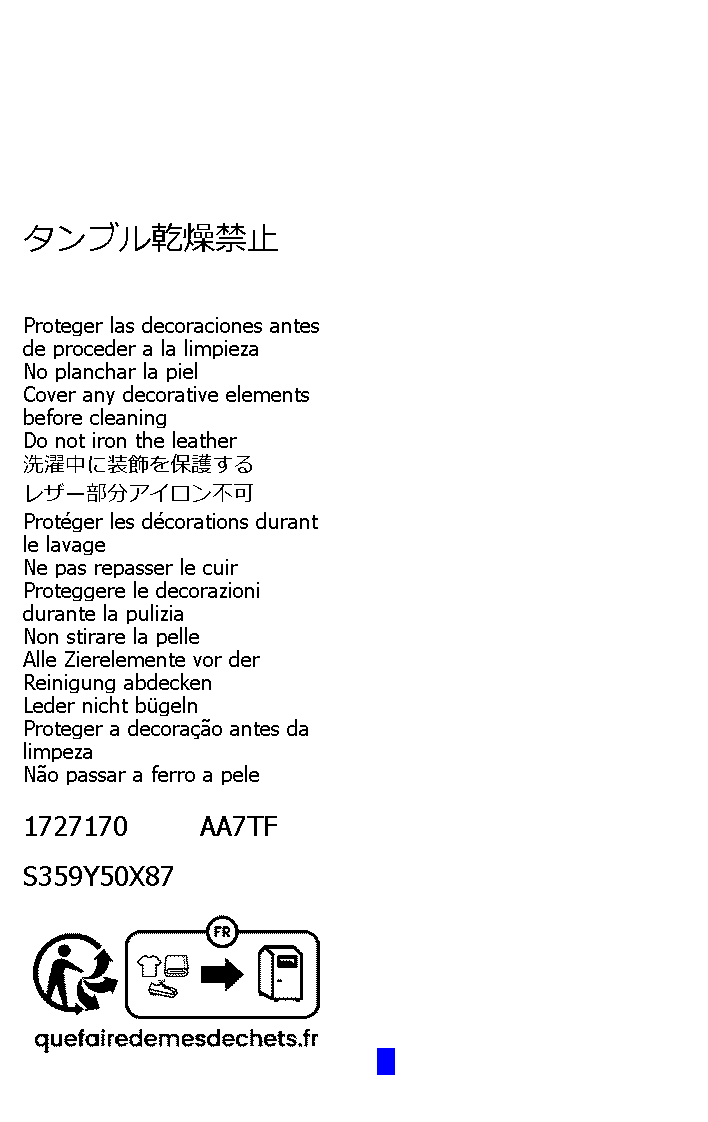 タンブル乾燥禁止
Proteger las decoraciones antes
de proceder a la limpieza
No planchar la piel
Cover any decorative elements
before cleaning
Do not iron the leather
洗濯中に装飾を保護する
レザー部分アイロン不可
Protéger les décorations durant
le lavage
Ne pas repasser le cuir
Proteggere le decorazioni
durante la pulizia
Non stirare la pelle
Alle Zierelemente vor der
Reinigung abdecken
Leder nicht bügeln
Proteger a decoração antes da
limpeza
Não passar a ferro a pele
1727170 AA7TF
S359Y50X87
FR
quefairedemesdechets.fr